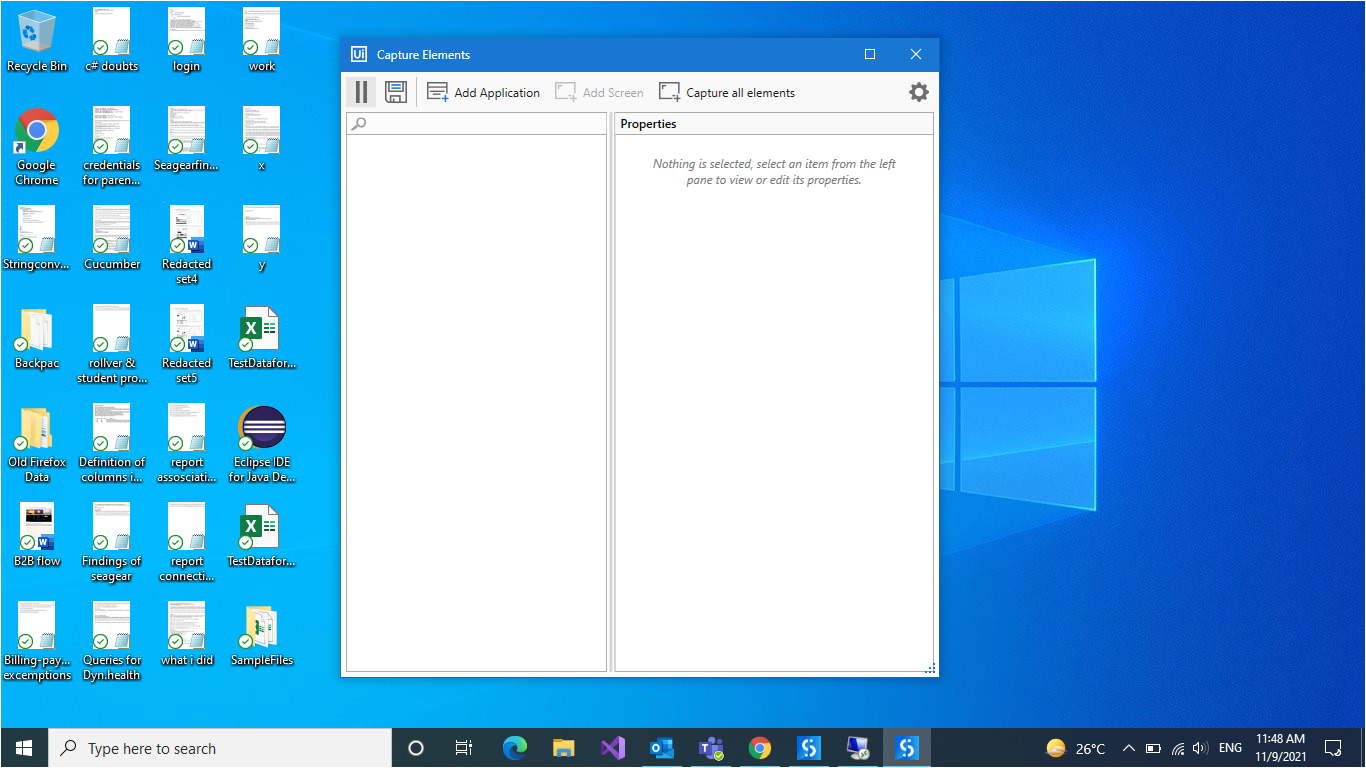 Recycle Bin
c# doubts
login
work
Google
Chrome
credentials
for paren...
Seagearfin...
x
Stringconv...
Cucumber
Redacted
set4
y
Backpac
rollver &
student pro...
Redacted
set5
TestDatafor...
Old Firefox
Data
Definition of
columns i...
report
assosciati...
Eclipse IDE
for Java De...
B2B flow
Findings of
seagear
report
connecti...
TestDatafor...
Billing-pay...
excemptions
Queries for
Dyn.health
what i did
SampleFiles
Ui Capture Elements
Add Application
Add Screen
Capture all elements
Properties
Nothing is selected, select an item from the left
pane to view or edit its properties.
Type here to search
26°C
ENG
11:48 AM
11/9/2021